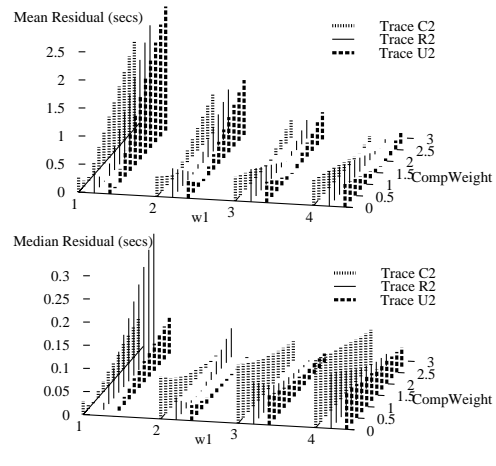 Mean Residual (secs)
Trace C2
Trace R2
Trace U2
2.5
2
1.5
1
0.5
0
1
2
3
4
w1
0
0.5
1
1.5
2
2.5
3
CompWeight
Median Residual (secs)
Trace C2
Trace R2
Trace U2
0.3
0.25
0.2
0.15
0.1
0.05
0
1
2
3
4
w1
0
0.5
1
1.5
2
2.5
3
CompWeight